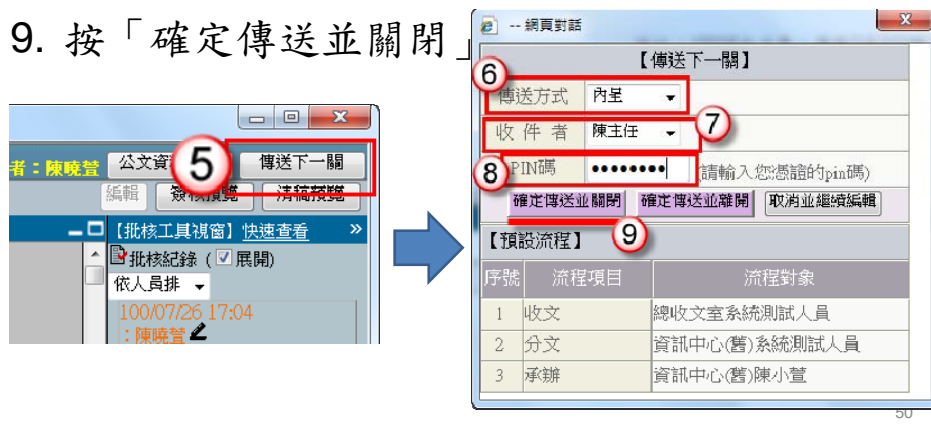 9. 按「確定傳送並關閉」
-- 網頁對話
X
【傳送下一關】
6
傳送方式 內呈
收 件 者 陳主任 7
8 PIN碼 ●●●●●●●● 請輸入您憑證的pin碼)
確定傳送並關閉 確定傳送並離開 取消並繼續編輯
9
【預設流程】
序號 流程項目 流程對象
1 收文 總收文室系統測試人員
2 分文 資訊中心(舊)系統測試人員
3 承辦 資訊中心(舊)陳小萱
者：陳曉萱 公文資 5 傳送下一關
編輯 簽核預覽 清稿預覽
【批核工具視窗】 快速查看 »
批核紀錄 ( 展開)
依人員排
100/07/26 17:04
：陳曉萱
50